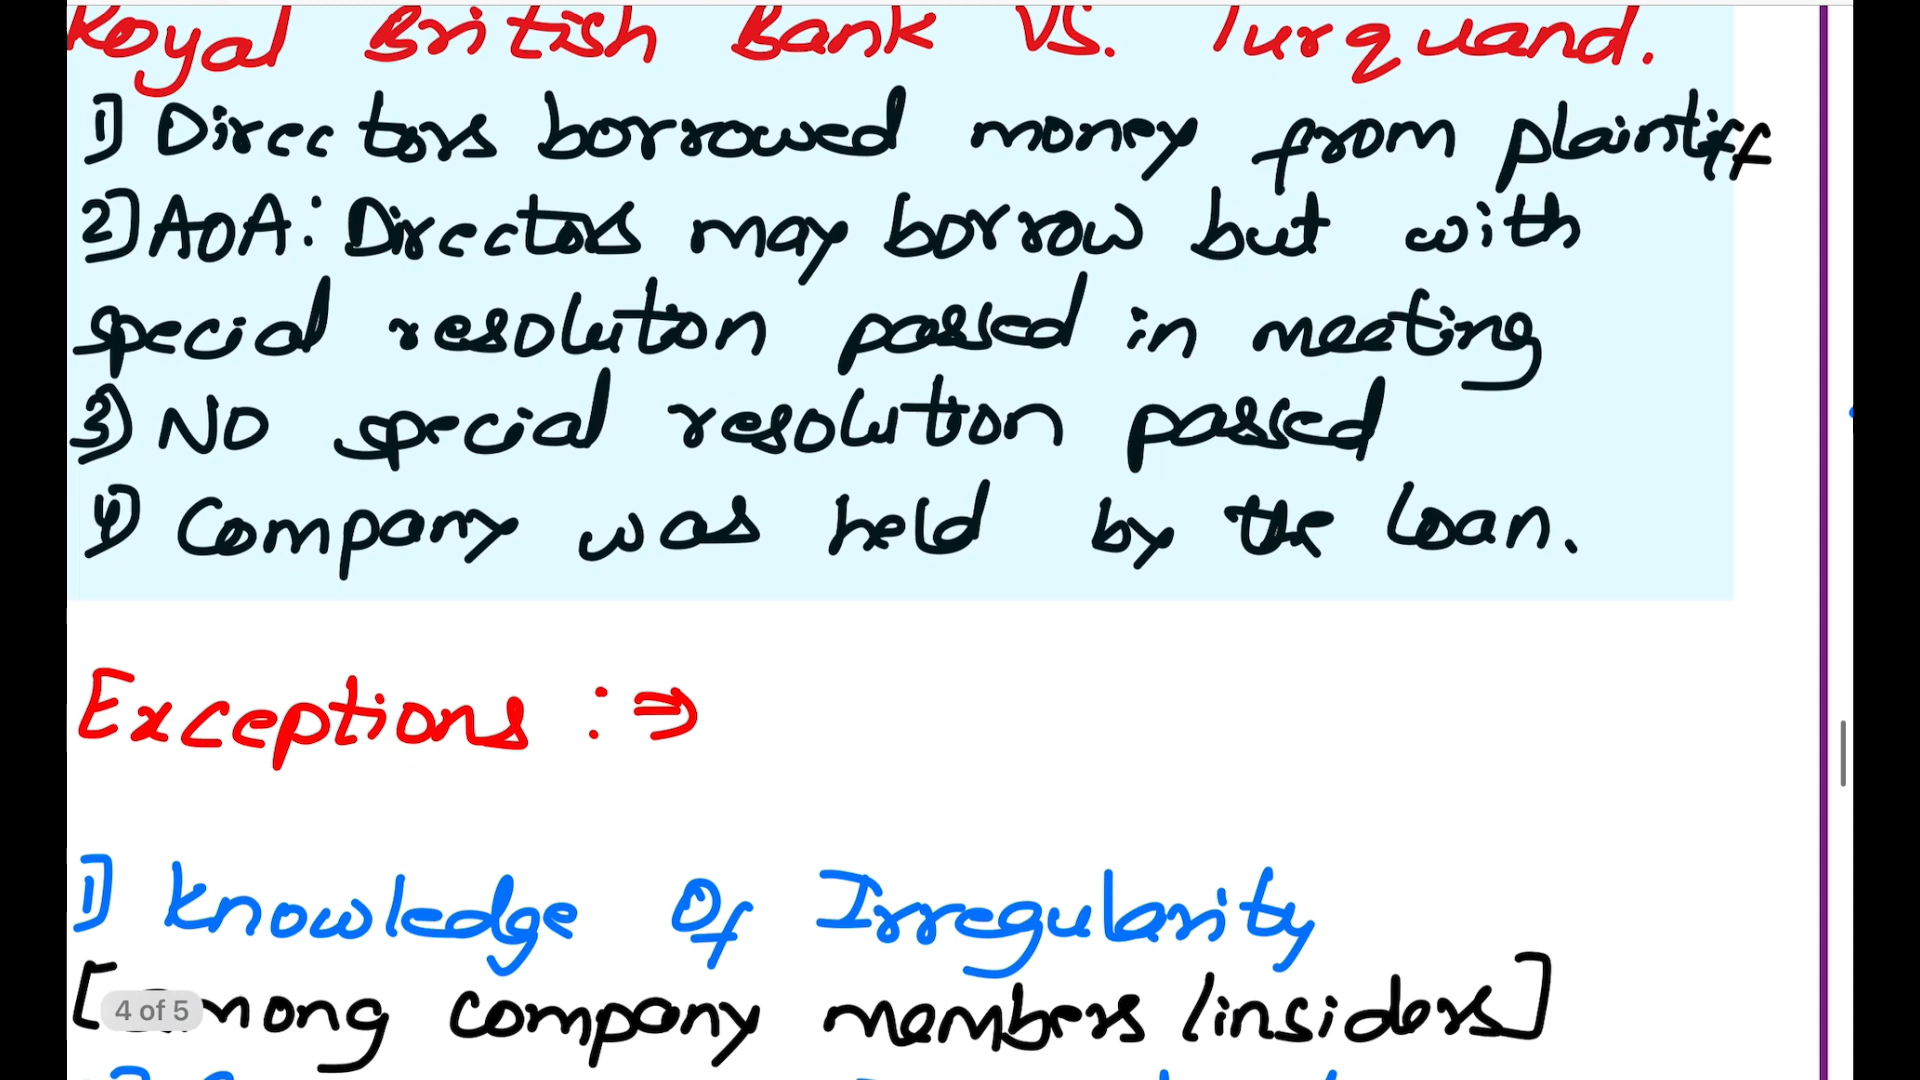 Royal British Bank VS. Turquand.
1) Directors borrowed money from plaintiff
2) AOA: Directors may borrow but with
special resolution passed in meeting
3) NO special resolution passed
4) Company was held by the loan.
Exceptions :⇒
1) Knowledge Of Irregularity
[among company members/insiders]
4 of 5